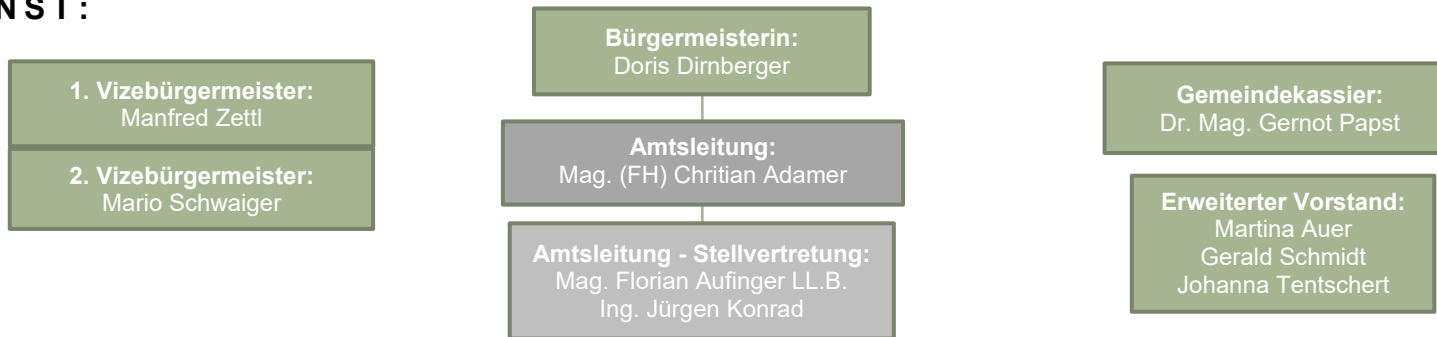 N S T :
Bürgermeisterin:
Doris Dirnberger
1. Vizebürgermeister:
Manfred Zettl
2. Vizebürgermeister:
Mario Schwaiger
Amtsleitung:
Mag. (FH) Chritian Adamer
Amtsleitung - Stellvertretung:
Mag. Florian Aufinger LL.B.
Ing. Jürgen Konrad
Gemeindekassier:
Dr. Mag. Gernot Papst
Erweiterter Vorstand:
Martina Auer
Gerald Schmidt
Johanna Tentschert